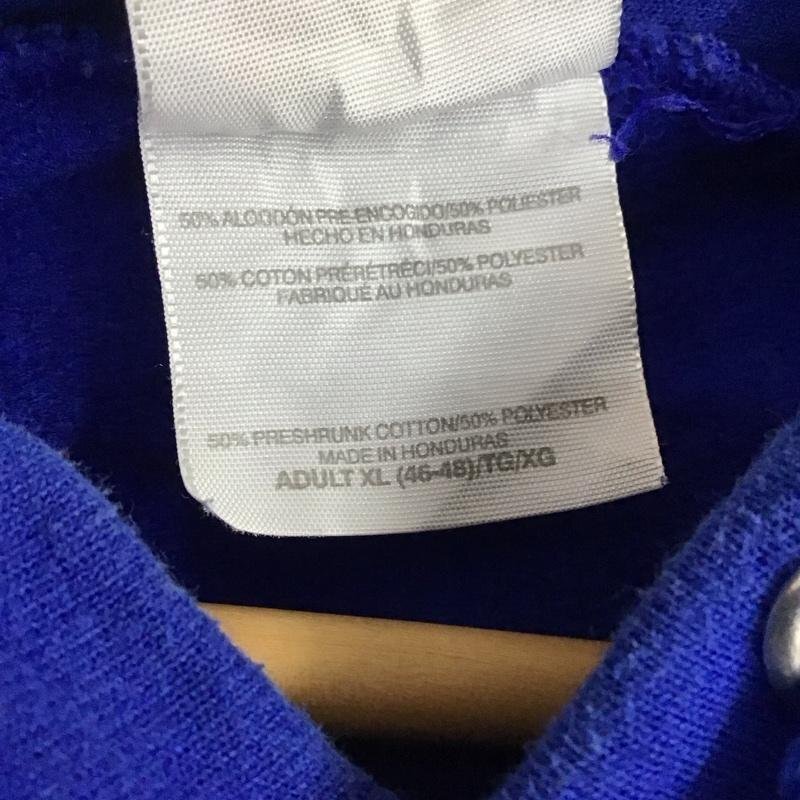 50% ALGODÓN PRE-ENCOGIDO/50% POLIESTER
HECHO EN HONDURAS
50% COTON PRÉRÉTRÉCI/50% POLYESTER
FABRIQUÉ AU HONDURAS
50% PRESHRUNK COTTON/50% POLYESTER
MADE IN HONDURAS
ADULT XL (46-48)/TG/XG